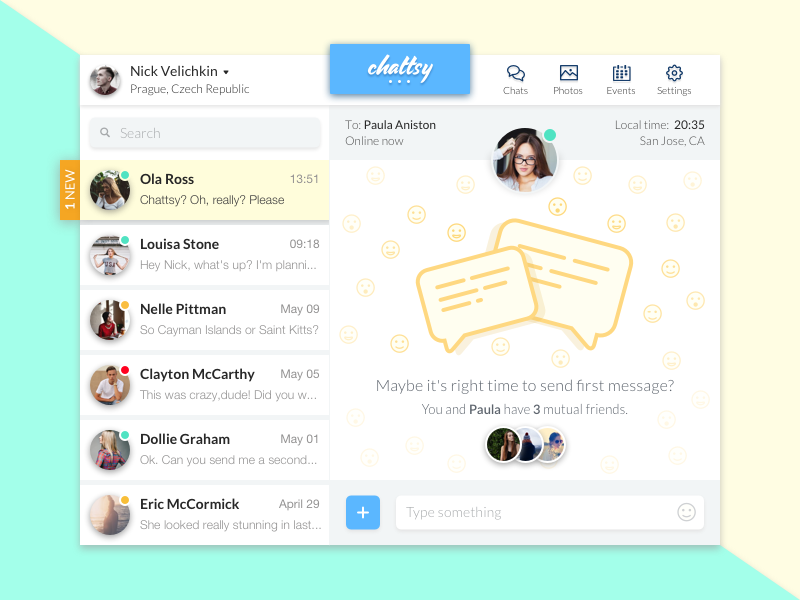 Nick Velichkin
Prague, Czech Republic
chattsy
Chats
Photos
Events
Settings
Search
1 NEW
Ola Ross
13:51
Chattsy? Oh, really? Please
Louisa Stone
09:18
Hey Nick, what's up? I'm planni...
Nelle Pittman
May 09
So Cayman Islands or Saint Kitts?
Clayton McCarthy
May 05
This was crazy,dude! Did you w...
Dollie Graham
May 01
Ok. Can you send me a second...
Eric McCormick
April 29
She looked really stunning in last...
To: Paula Aniston
Online now
Local time: 20:35
San Jose, CA
Maybe it's right time to send first message?
You and Paula have 3 mutual friends.
Type something